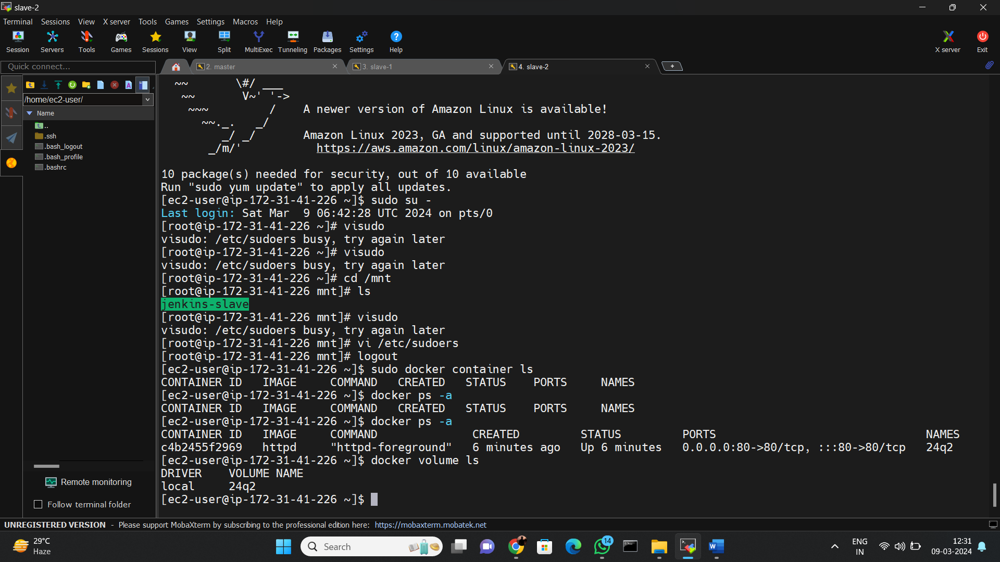 slave-2
Terminal Sessions View X server Tools Games Settings Macros Help
Session Servers Tools Games Sessions View Split MultiExec Tunneling Packages Settings Help X server Exit
Quick connect...
2. master
3. slave-1
4. slave-2
/home/ec2-user/
Name
..
.ssh
.bash_logout
.bash_profile
.bashrc
Remote monitoring
Follow terminal folder
~~       \#/ ___
~~       V~' '->
~~~         /    A newer version of Amazon Linux is available!
~~._.   _/
_/ _/       Amazon Linux 2023, GA and supported until 2028-03-15.
_/m/'           https://aws.amazon.com/linux/amazon-linux-2023/
10 package(s) needed for security, out of 10 available
Run "sudo yum update" to apply all updates.
[ec2-user@ip-172-31-41-226 ~]$ sudo su -
Last login: Sat Mar  9 06:42:28 UTC 2024 on pts/0
[root@ip-172-31-41-226 ~]# visudo
visudo: /etc/sudoers busy, try again later
[root@ip-172-31-41-226 ~]# visudo
visudo: /etc/sudoers busy, try again later
[root@ip-172-31-41-226 ~]# cd /mnt
[root@ip-172-31-41-226 mnt]# ls
jenkins-slave
[root@ip-172-31-41-226 mnt]# visudo
visudo: /etc/sudoers busy, try again later
[root@ip-172-31-41-226 mnt]# vi /etc/sudoers
[root@ip-172-31-41-226 mnt]# logout
[ec2-user@ip-172-31-41-226 ~]$ sudo docker container ls
CONTAINER ID   IMAGE     COMMAND   CREATED   STATUS    PORTS     NAMES
[ec2-user@ip-172-31-41-226 ~]$ docker ps -a
CONTAINER ID   IMAGE     COMMAND   CREATED   STATUS    PORTS     NAMES
[ec2-user@ip-172-31-41-226 ~]$ docker ps -a
CONTAINER ID   IMAGE     COMMAND              CREATED         STATUS         PORTS                               NAMES
c4b2455f2969   httpd     "httpd-foreground"   6 minutes ago   Up 6 minutes   0.0.0.0:80->80/tcp, :::80->80/tcp   24q2
[ec2-user@ip-172-31-41-226 ~]$ docker volume ls
DRIVER    VOLUME NAME
local     24q2
[ec2-user@ip-172-31-41-226 ~]$
UNREGISTERED VERSION - Please support MobaXterm by subscribing to the professional edition here: https://mobaxterm.mobatek.net
29°C
Haze
Search
14
ENG
IN
12:31
09-03-2024